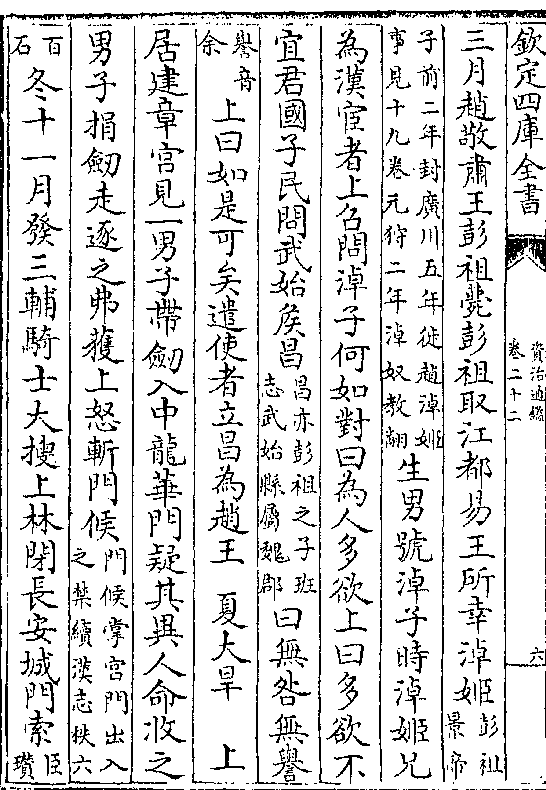 欽定四庫全書
資治通鑑
卷二十二
六
三月趙敬肅王彭祖薨彭祖取江都易王所幸淖姬彭祖景帝
子前二年封廣川五年徙趙淖姬事見十九卷元狩二年淖奴教翻生男號淖子時淖姬兄
為漢宦者上召問淖子何如對曰為人多欲上曰多欲不
宜君國子民問武始侯昌昌亦彭祖之子班志武始縣屬魏郡曰無咎無譽
譽音余上曰如是可矣遣使者立昌為趙王 夏大旱 上
居建章宮見一男子帶劒入中龍華門疑其異人命收之
男子捐劒走逐之弗獲上怒斬門候門候掌宮門出入之禁續漢志秩六
百石冬十一月發三輔騎士大搜上林閉長安城門索臣瓚